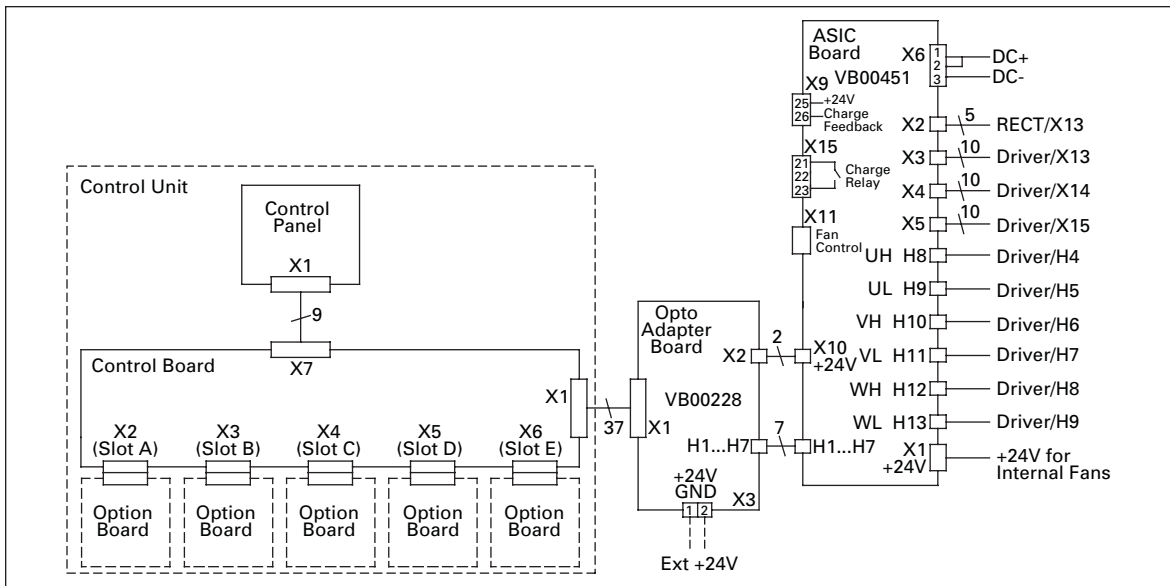 ASIC
Board
VB00451
X6
1
2
3
DC+
DC-
X9
25
26
+24V
Charge
Feedback
X2
5
RECT/X13
X15
21
22
23
Charge
Relay
X3
10
Driver/X13
X4
10
Driver/X14
X5
10
Driver/X15
X11
Fan
Control
UH H8
Driver/H4
UL H9
Driver/H5
VH H10
Driver/H6
VL H11
Driver/H7
WH H12
Driver/H8
WL H13
Driver/H9
X1
+24V
+24V for
Internal Fans
X10
+24V
H1...H7
Control Unit
Control
Panel
X1
9
X7
Control Board
X1
37
X2
(Slot A)
X3
(Slot B)
X4
(Slot C)
X5
(Slot D)
X6
(Slot E)
Option
Board
Option
Board
Option
Board
Option
Board
Option
Board
Opto
Adapter
Board
X2
2
VB00228
X1
H1...H7
7
+24V
GND
1 2
X3
Ext +24V